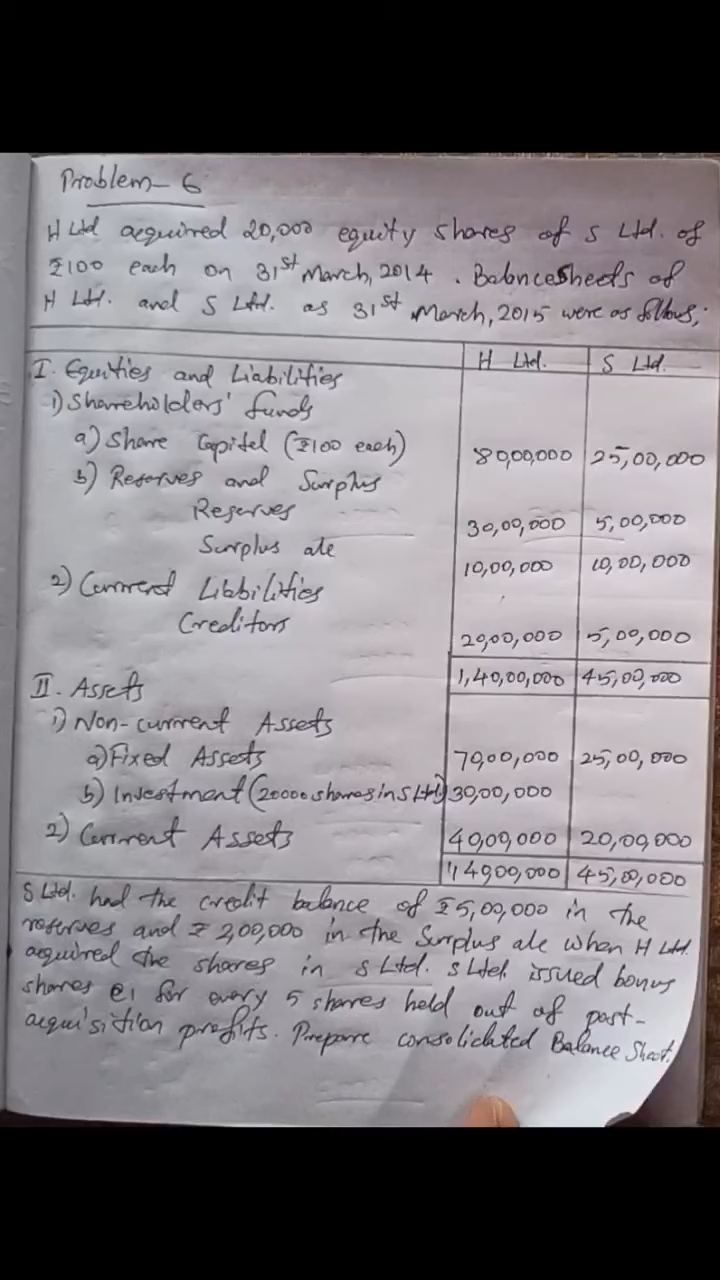 Problem-6
H Ltd acquired 20,000 equity shares of S Ltd. of
₹100 each on 31st March, 2014. Balance Sheets of
H Ltd. and S Ltd. as 31st March, 2015 were as follows;
H Ltd. S Ltd.
I. Equities and Liabilities
1) Shareholders' funds
a) Share Capital (₹100 each) 80,00,000 25,00,000
b) Reserves and Surplus
Reserves 30,00,000 5,00,000
Surplus a/c 10,00,000 10,00,000
2) Current Liabilities
Creditors 20,00,000 5,00,000
1,40,00,000 45,00,000
II. Assets
1) Non-current Assets
a) Fixed Assets 70,00,000 25,00,000
b) Investment (20000 shares in S Ltd) 30,00,000
2) Current Assets 40,00,000 20,00,000
1,40,00,000 45,00,000
S Ltd. had the credit balance of ₹5,00,000 in the
reserves and ₹ 2,00,000 in the Surplus a/c when H Ltd.
acquired the shares in S Ltd. S Ltd. issued bonus
shares @1 for every 5 shares held out of post-
acquisition profits. Prepare consolidated Balance Sheet.